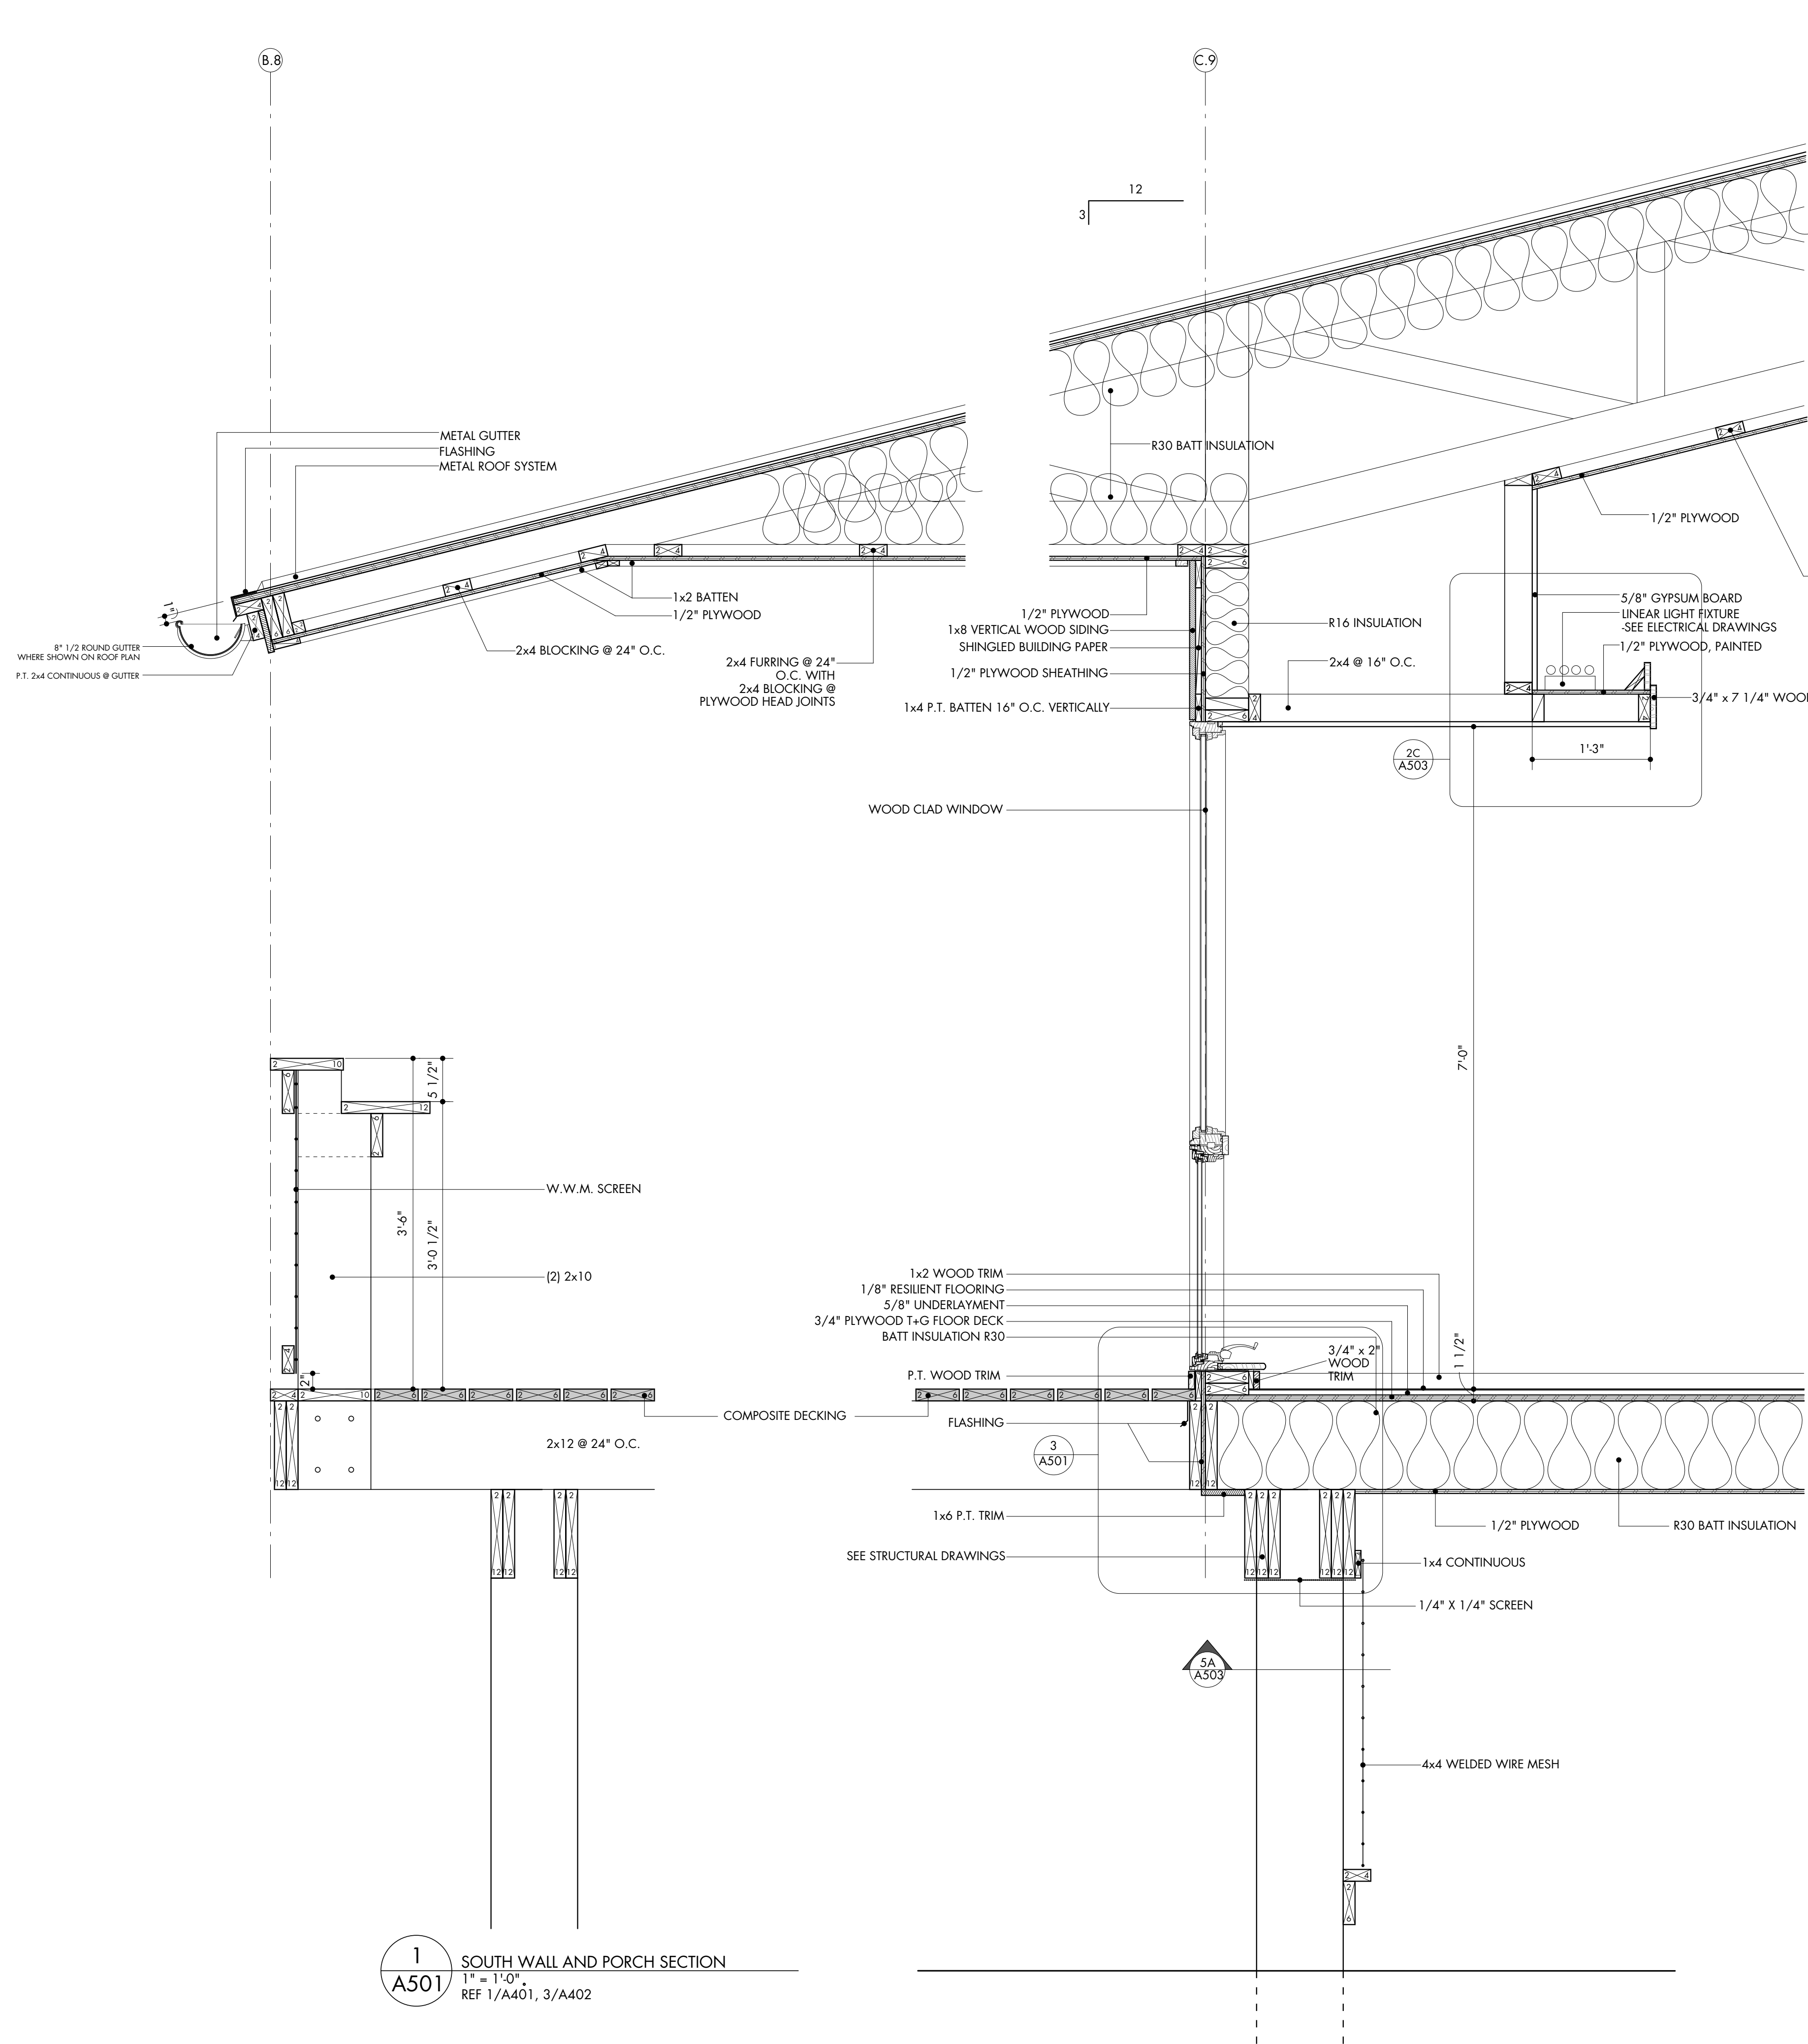 B.8
C.9
12
3
METAL GUTTER
FLASHING
METAL ROOF SYSTEM
R30 BATT INSULATION
1"
8" 1/2 ROUND GUTTER
WHERE SHOWN ON ROOF PLAN
P.T. 2x4 CONTINUOUS @ GUTTER
1x2 BATTEN
1/2" PLYWOOD
2x4 BLOCKING @ 24" O.C.
2x4 FURRING @ 24"
O.C. WITH
2x4 BLOCKING @
PLYWOOD HEAD JOINTS
1/2" PLYWOOD
1x8 VERTICAL WOOD SIDING
SHINGLED BUILDING PAPER
1/2" PLYWOOD SHEATHING
1x4 P.T. BATTEN 16" O.C. VERTICALLY
R16 INSULATION
2x4 @ 16" O.C.
1/2" PLYWOOD
5/8" GYPSUM BOARD
LINEAR LIGHT FIXTURE
-SEE ELECTRICAL DRAWINGS
1/2" PLYWOOD, PAINTED
3/4" x 7 1/4" WOO
2C
A503
1'-3"
WOOD CLAD WINDOW
7'-0"
2 10
2 12
5 1/2"
3'-6"
3'-0 1/2"
W.W.M. SCREEN
(2) 2x10
2"
1x2 WOOD TRIM
1/8" RESILIENT FLOORING
5/8" UNDERLAYMENT
3/4" PLYWOOD T+G FLOOR DECK
BATT INSULATION R30
3/4" x 2"
WOOD
TRIM
1 1/2"
P.T. WOOD TRIM
COMPOSITE DECKING
FLASHING
2x12 @ 24" O.C.
3
A501
1x6 P.T. TRIM
SEE STRUCTURAL DRAWINGS
1/2" PLYWOOD
R30 BATT INSULATION
1x4 CONTINUOUS
1/4" X 1/4" SCREEN
5A
A503
4x4 WELDED WIRE MESH
1
A501
SOUTH WALL AND PORCH SECTION
1" = 1'-0"
REF 1/A401, 3/A402